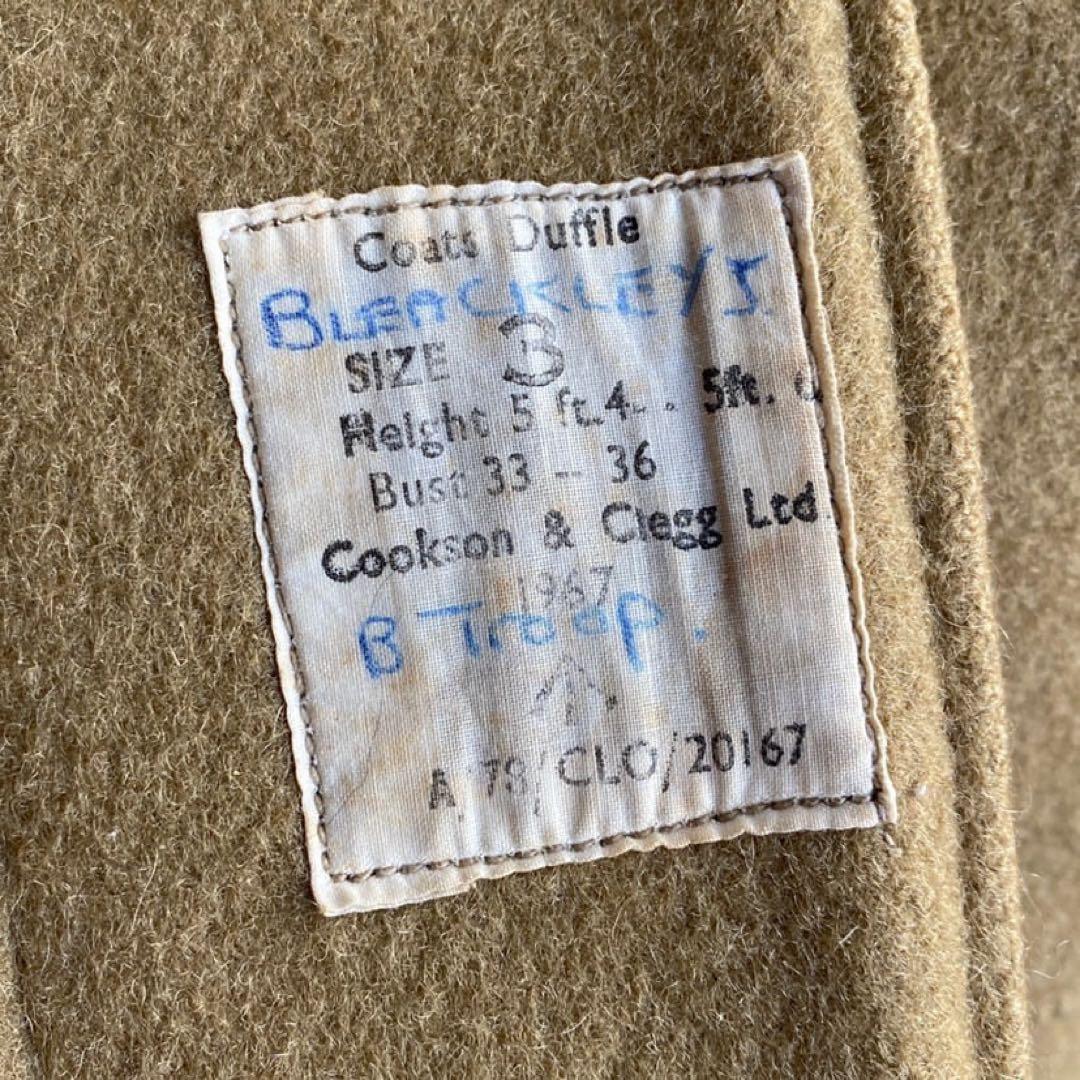 Coats Duffle
BLEACKLEY J.
SIZE 3
Height 5 ft. 4 - . 5ft.
Bust 33 - 36
Cookson & Clegg Ltd.
1967
B Troop.
A 78/CLO/20167